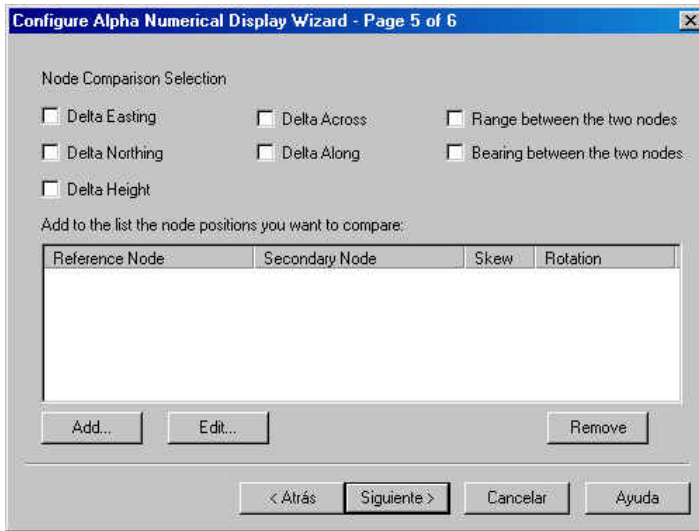 Configure Alpha Numerical Display Wizard - Page 5 of 6
Node Comparison Selection
Delta Easting
Delta Across
Range between the two nodes
Delta Northing
Delta Along
Bearing between the two nodes
Delta Height
Add to the list the node positions you want to compare:
Reference Node Secondary Node Skew Rotation
Add... Edit... Remove
< Atrás Siguiente > Cancelar Ayuda